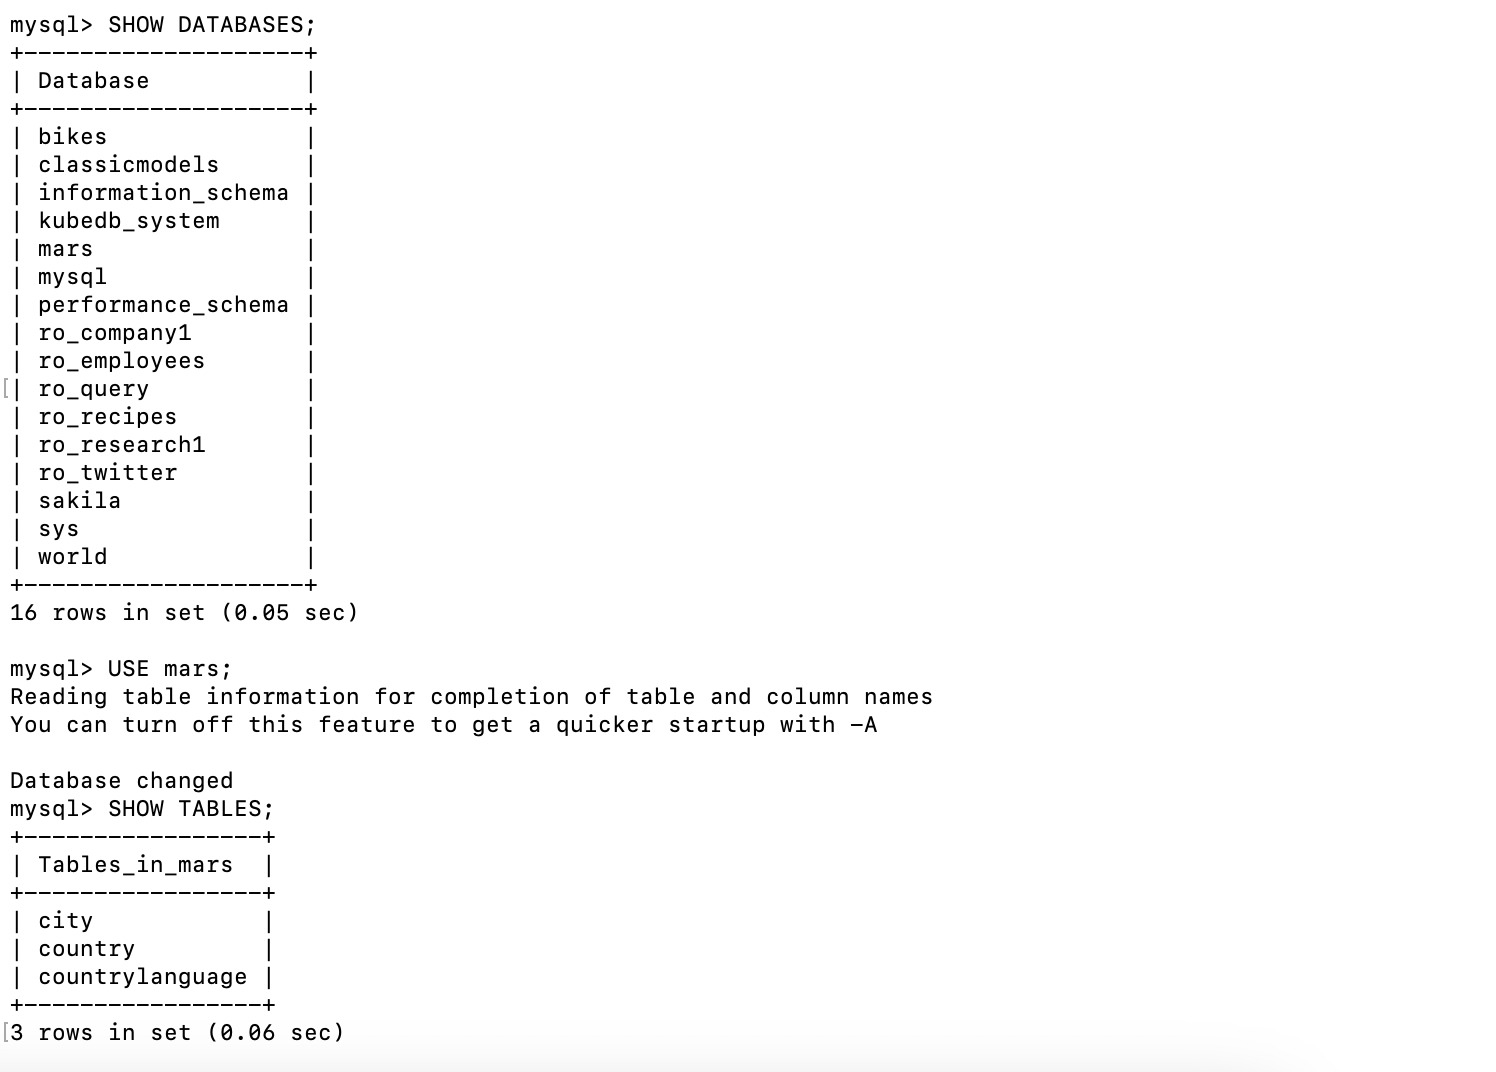 mysql> SHOW DATABASES;
+--------------------+
| Database           |
+--------------------+
| bikes              |
| classicmodels      |
| information_schema |
| kubedb_system      |
| mars               |
| mysql              |
| performance_schema |
| ro_company1        |
| ro_employees       |
[| ro_query           |
| ro_recipes         |
| ro_research1       |
| ro_twitter         |
| sakila             |
| sys                |
| world              |
+--------------------+
16 rows in set (0.05 sec)

mysql> USE mars;
Reading table information for completion of table and column names
You can turn off this feature to get a quicker startup with -A

Database changed
mysql> SHOW TABLES;
+-----------------+
| Tables_in_mars  |
+-----------------+
| city            |
| country         |
| countrylanguage |
+-----------------+
[3 rows in set (0.06 sec)